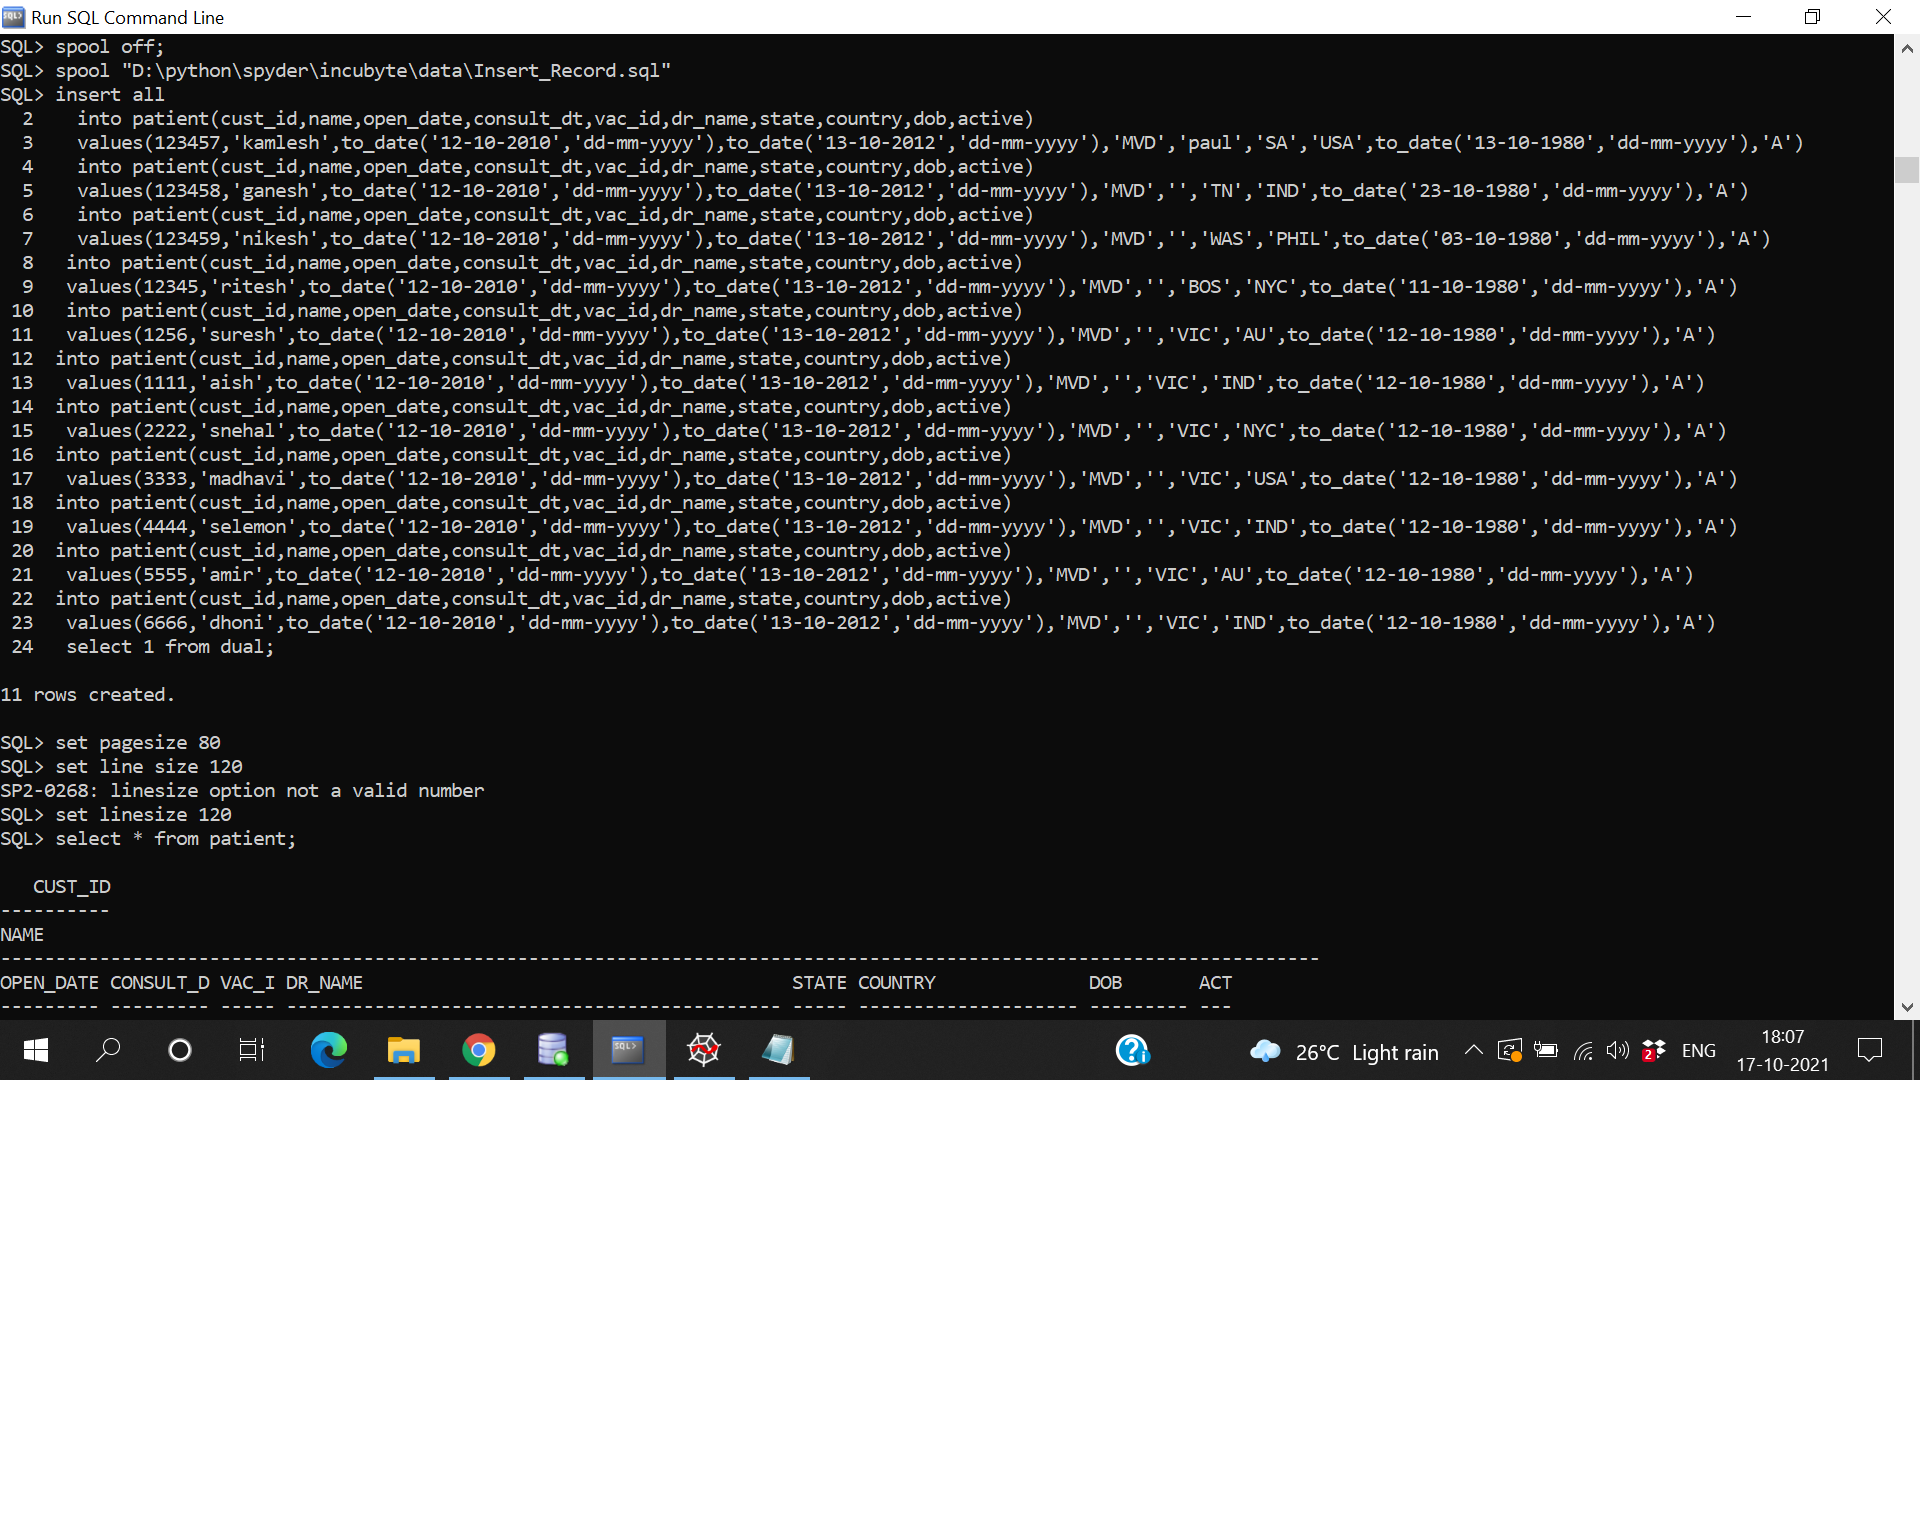 Run SQL Command Line
SQL> spool off;
SQL> spool "D:\python\spyder\incubyte\data\Insert_Record.sql"
SQL> insert all
  2    into patient(cust_id,name,open_date,consult_dt,vac_id,dr_name,state,country,dob,active)
  3    values(123457,'kamlesh',to_date('12-10-2010','dd-mm-yyyy'),to_date('13-10-2012','dd-mm-yyyy'),'MVD','paul','SA','USA',to_date('13-10-1980','dd-mm-yyyy'),'A')
  4    into patient(cust_id,name,open_date,consult_dt,vac_id,dr_name,state,country,dob,active)
  5    values(123458,'ganesh',to_date('12-10-2010','dd-mm-yyyy'),to_date('13-10-2012','dd-mm-yyyy'),'MVD','','TN','IND',to_date('23-10-1980','dd-mm-yyyy'),'A')
  6    into patient(cust_id,name,open_date,consult_dt,vac_id,dr_name,state,country,dob,active)
  7    values(123459,'nikesh',to_date('12-10-2010','dd-mm-yyyy'),to_date('13-10-2012','dd-mm-yyyy'),'MVD','','WAS','PHIL',to_date('03-10-1980','dd-mm-yyyy'),'A')
  8   into patient(cust_id,name,open_date,consult_dt,vac_id,dr_name,state,country,dob,active)
  9   values(12345,'ritesh',to_date('12-10-2010','dd-mm-yyyy'),to_date('13-10-2012','dd-mm-yyyy'),'MVD','','BOS','NYC',to_date('11-10-1980','dd-mm-yyyy'),'A')
 10   into patient(cust_id,name,open_date,consult_dt,vac_id,dr_name,state,country,dob,active)
 11   values(1256,'suresh',to_date('12-10-2010','dd-mm-yyyy'),to_date('13-10-2012','dd-mm-yyyy'),'MVD','','VIC','AU',to_date('12-10-1980','dd-mm-yyyy'),'A')
 12  into patient(cust_id,name,open_date,consult_dt,vac_id,dr_name,state,country,dob,active)
 13   values(1111,'aish',to_date('12-10-2010','dd-mm-yyyy'),to_date('13-10-2012','dd-mm-yyyy'),'MVD','','VIC','IND',to_date('12-10-1980','dd-mm-yyyy'),'A')
 14  into patient(cust_id,name,open_date,consult_dt,vac_id,dr_name,state,country,dob,active)
 15   values(2222,'snehal',to_date('12-10-2010','dd-mm-yyyy'),to_date('13-10-2012','dd-mm-yyyy'),'MVD','','VIC','NYC',to_date('12-10-1980','dd-mm-yyyy'),'A')
 16  into patient(cust_id,name,open_date,consult_dt,vac_id,dr_name,state,country,dob,active)
 17   values(3333,'madhavi',to_date('12-10-2010','dd-mm-yyyy'),to_date('13-10-2012','dd-mm-yyyy'),'MVD','','VIC','USA',to_date('12-10-1980','dd-mm-yyyy'),'A')
 18  into patient(cust_id,name,open_date,consult_dt,vac_id,dr_name,state,country,dob,active)
 19   values(4444,'selemon',to_date('12-10-2010','dd-mm-yyyy'),to_date('13-10-2012','dd-mm-yyyy'),'MVD','','VIC','IND',to_date('12-10-1980','dd-mm-yyyy'),'A')
 20  into patient(cust_id,name,open_date,consult_dt,vac_id,dr_name,state,country,dob,active)
 21   values(5555,'amir',to_date('12-10-2010','dd-mm-yyyy'),to_date('13-10-2012','dd-mm-yyyy'),'MVD','','VIC','AU',to_date('12-10-1980','dd-mm-yyyy'),'A')
 22  into patient(cust_id,name,open_date,consult_dt,vac_id,dr_name,state,country,dob,active)
 23   values(6666,'dhoni',to_date('12-10-2010','dd-mm-yyyy'),to_date('13-10-2012','dd-mm-yyyy'),'MVD','','VIC','IND',to_date('12-10-1980','dd-mm-yyyy'),'A')
 24   select 1 from dual;
11 rows created.
SQL> set pagesize 80
SQL> set line size 120
SP2-0268: linesize option not a valid number
SQL> set linesize 120
SQL> select * from patient;
   CUST_ID
----------
NAME
------------------------------------------------------------------------------------------------------------------------
OPEN_DATE CONSULT_D VAC_I DR_NAME                                       STATE COUNTRY              DOB       ACT
--------- --------- ----- --------------------------------------------- ----- -------------------- --------- ---
26°C Light rain
2
ENG
18:07
17-10-2021